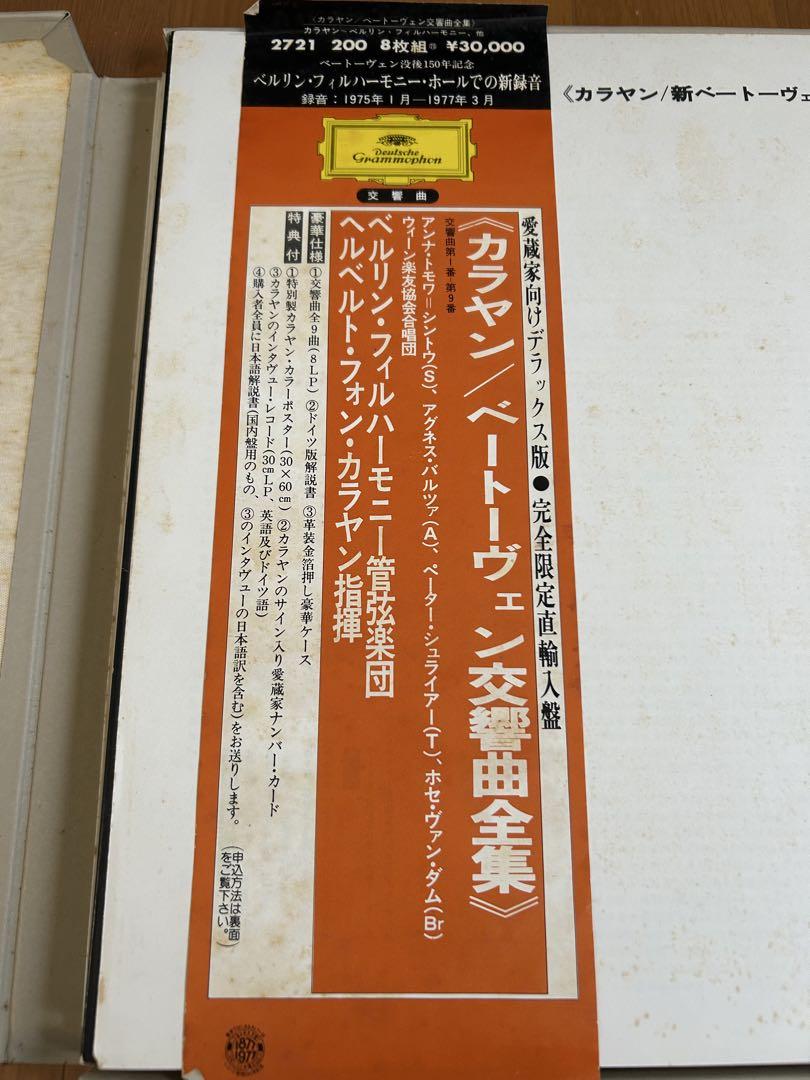 〈カラヤン/ベートーヴェン交響曲全集〉
カラヤン〜ベルリン・フィルハーモニー、他
2721 200 8枚組 ¥30,000
ベートーヴェン没後150年記念
ベルリン・フィルハーモニー・ホールでの新録音
録音：1975年1月—1977年3月
《カラヤン/新ベートーヴェ
Deutsche
Grammophon
交響曲
愛蔵家向けデラックス版●完全限定直輸入盤
《カラヤン/ベートーヴェン交響曲全集》
交響曲第1番—第9番
アンナ・トモワ=シントウ(S)、アグネス・バルツァ(A)、ペーター・シュライアー(T)、ホセ・ヴァン・ダム(Br)
ウィーン楽友協会合唱団
ベルリン・フィルハーモニー管弦楽団
ヘルベルト・フォン・カラヤン指揮
豪華仕様 ①交響曲全9曲(8LP) ②ドイツ版解説書 ③革装金箔押し豪華ケース
特典付 ①特別製カラヤン・カラーポスター(30×60cm) ②カラヤンのサイン入り愛蔵家ナンバー・カード
③カラヤンのインタヴュー・レコード(30cmLP、英語及びドイツ語)
④購入者全員に日本語解説書(国内盤用のもの、③のインタヴューの日本語訳を含む)をお送りします。
(申込方法は裏面
をご覧下さい。)
1877
1977